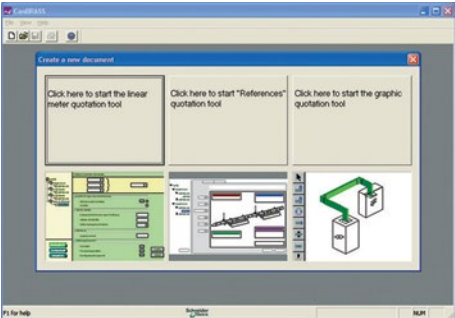 CanBRASS
File View Help
Create a new document
Click here to start the linear
meter quotation tool
Click here to start "References"
quotation tool
Click here to start the graphic
quotation tool
F1 for help
Schneider
Electric
NUM